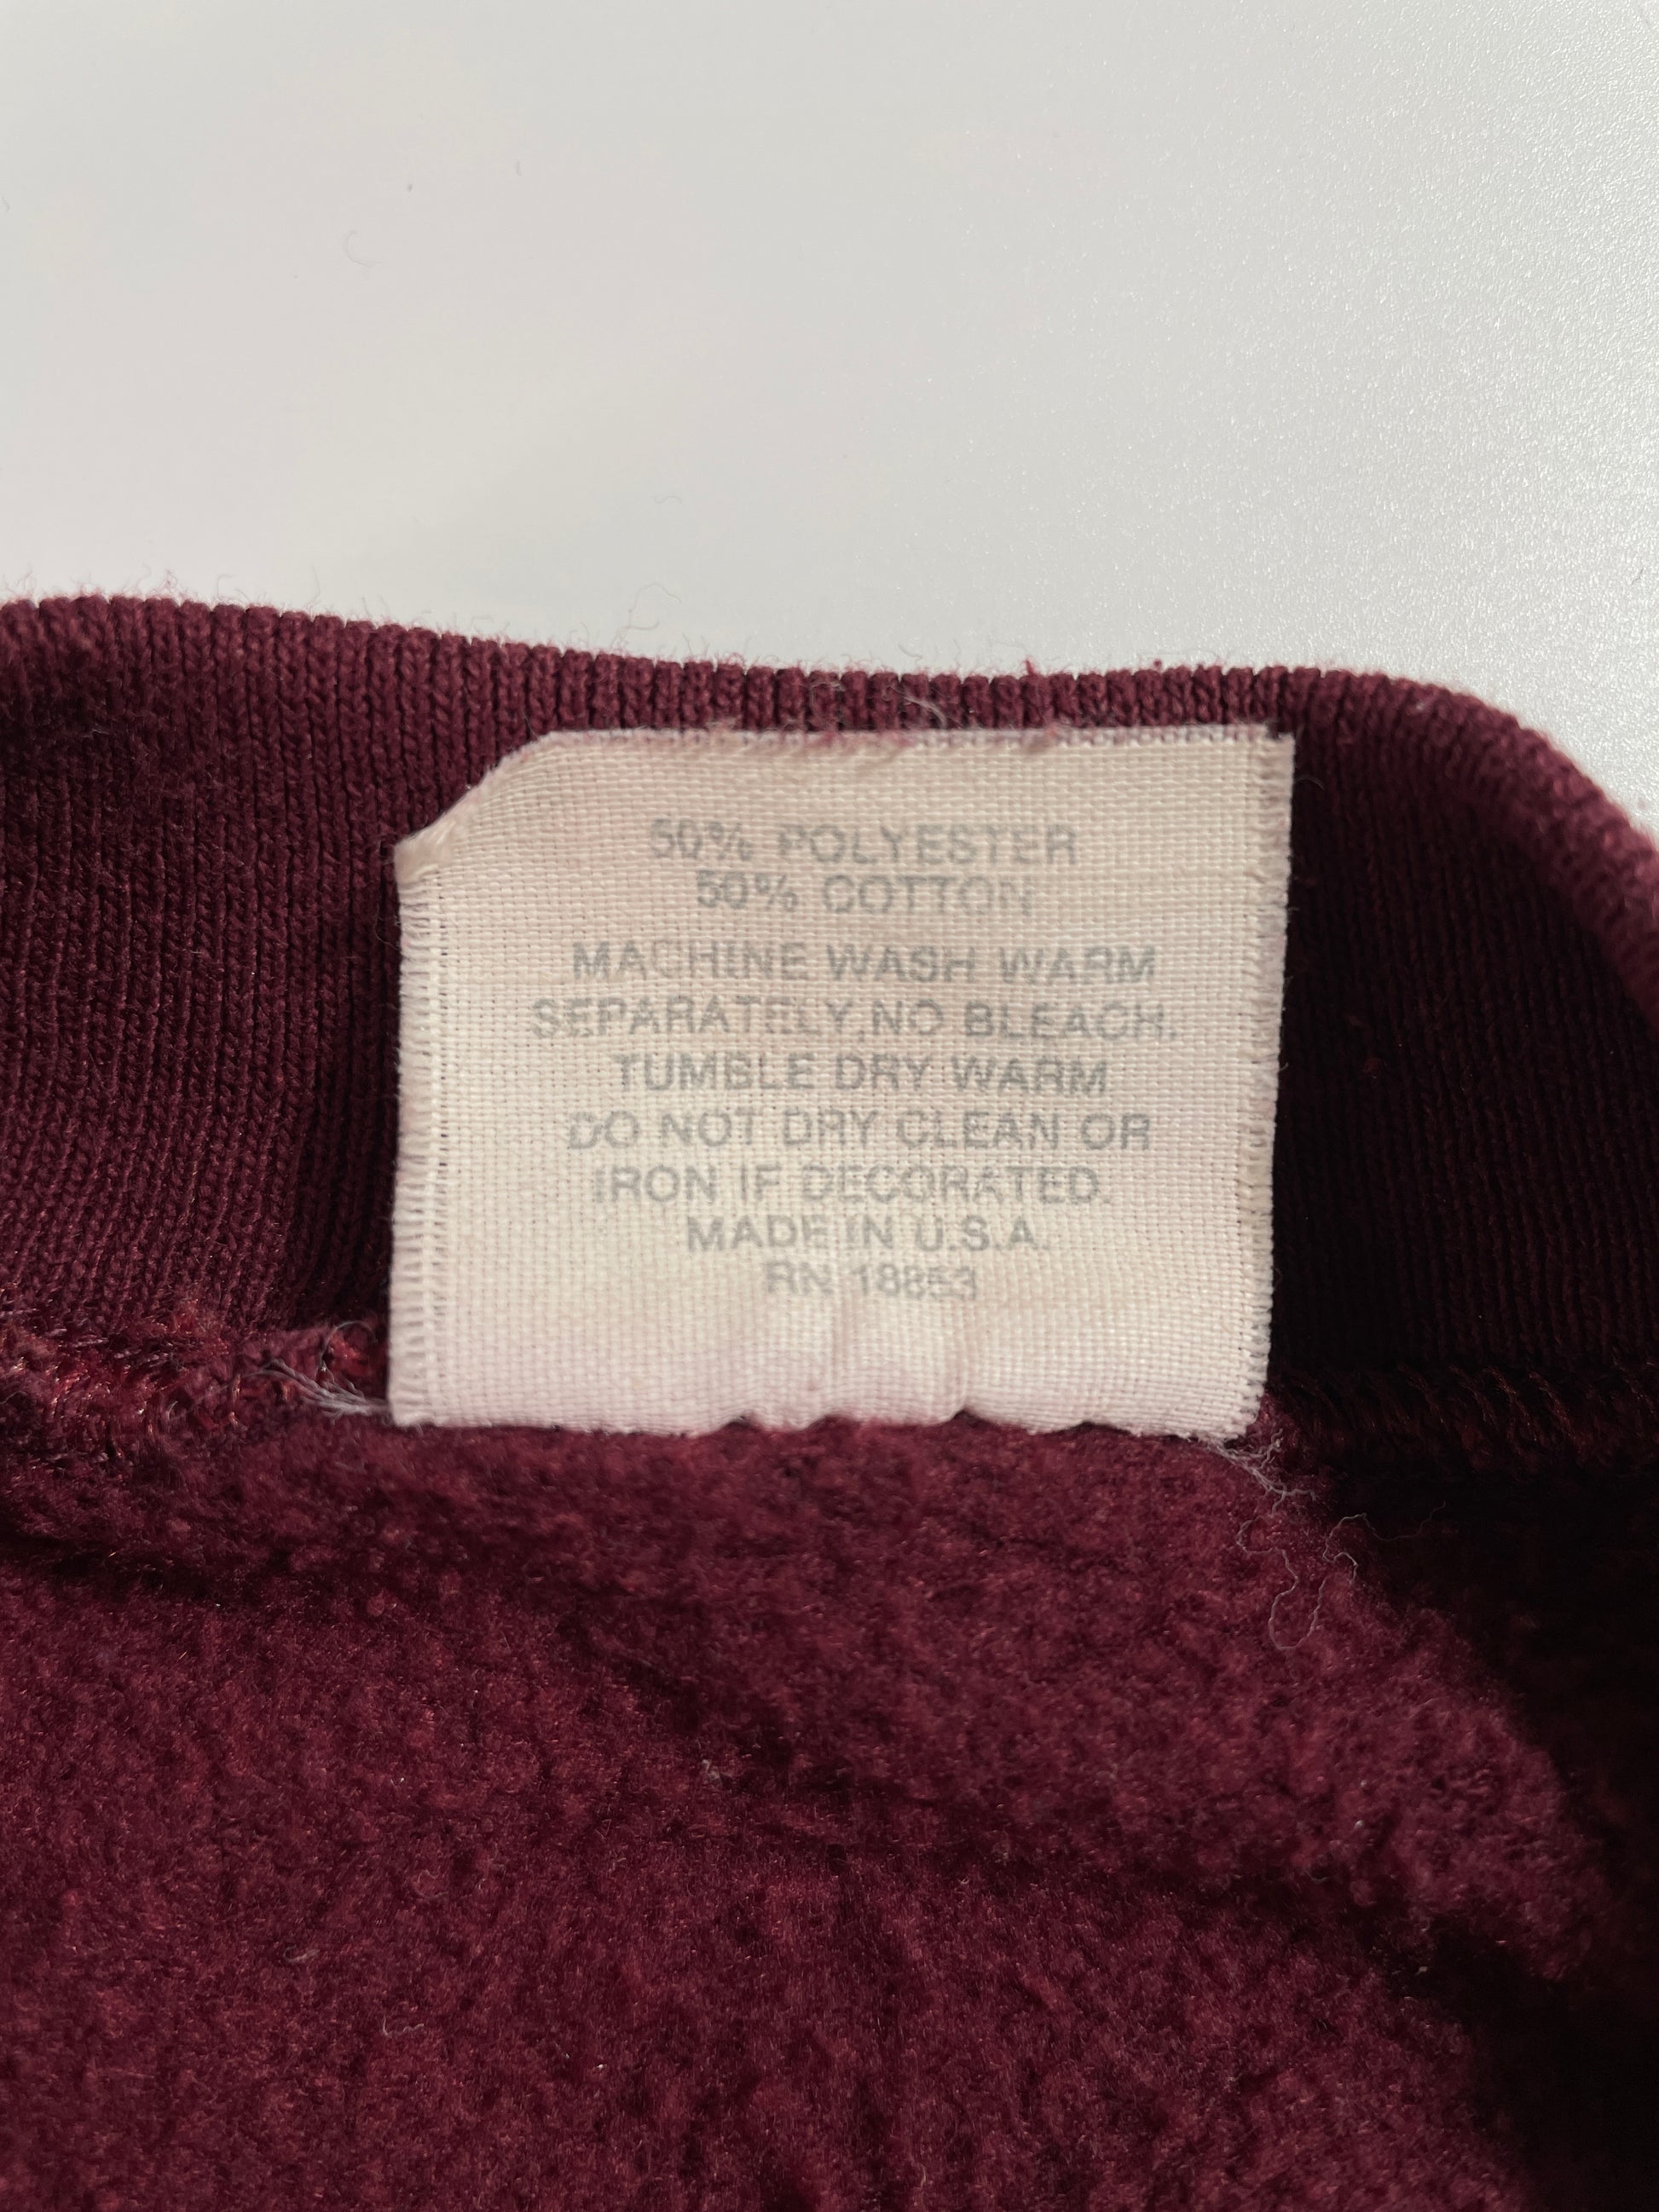 50% POLYESTER
50% COTTON
MACHINE WASH WARM
SEPARATELY, NO BLEACH.
TUMBLE DRY WARM
DO NOT DRY CLEAN OR
IRON IF DECORATED.
MADE IN U.S.A.
RN 18853